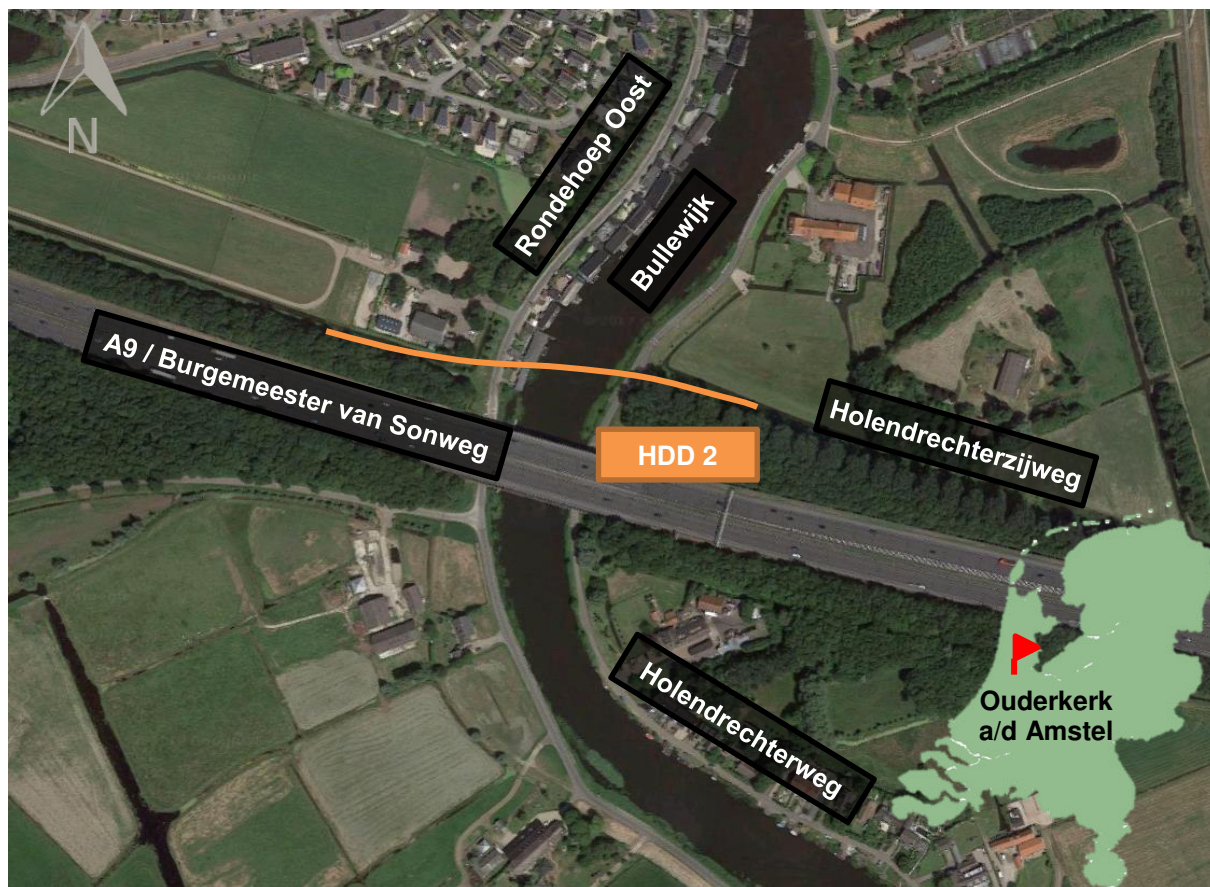 N
Rondehoep Oost
Bullewijk
A9 / Burgemeester van Sonweg
Holendrechterzijweg
HDD 2
Holendrechterweg
Ouderkerk
a/d Amstel